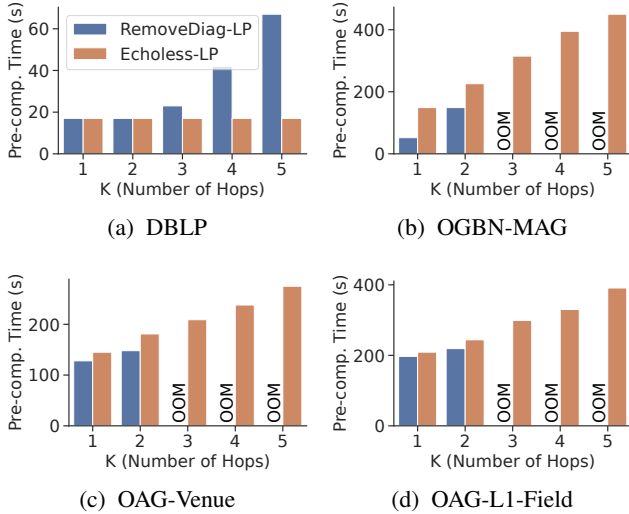 Pre-comp. Time (s)
60
40
20
0
RemoveDiag-LP
Echoless-LP
1 2 3 4 5
K (Number of Hops)
(a) DBLP
Pre-comp. Time (s)
400
200
0
OOM OOM OOM
1 2 3 4 5
K (Number of Hops)
(b) OGBN-MAG
Pre-comp. Time (s)
200
100
0
OOM OOM OOM
1 2 3 4 5
K (Number of Hops)
(c) OAG-Venue
Pre-comp. Time (s)
400
200
0
OOM OOM OOM
1 2 3 4 5
K (Number of Hops)
(d) OAG-L1-Field